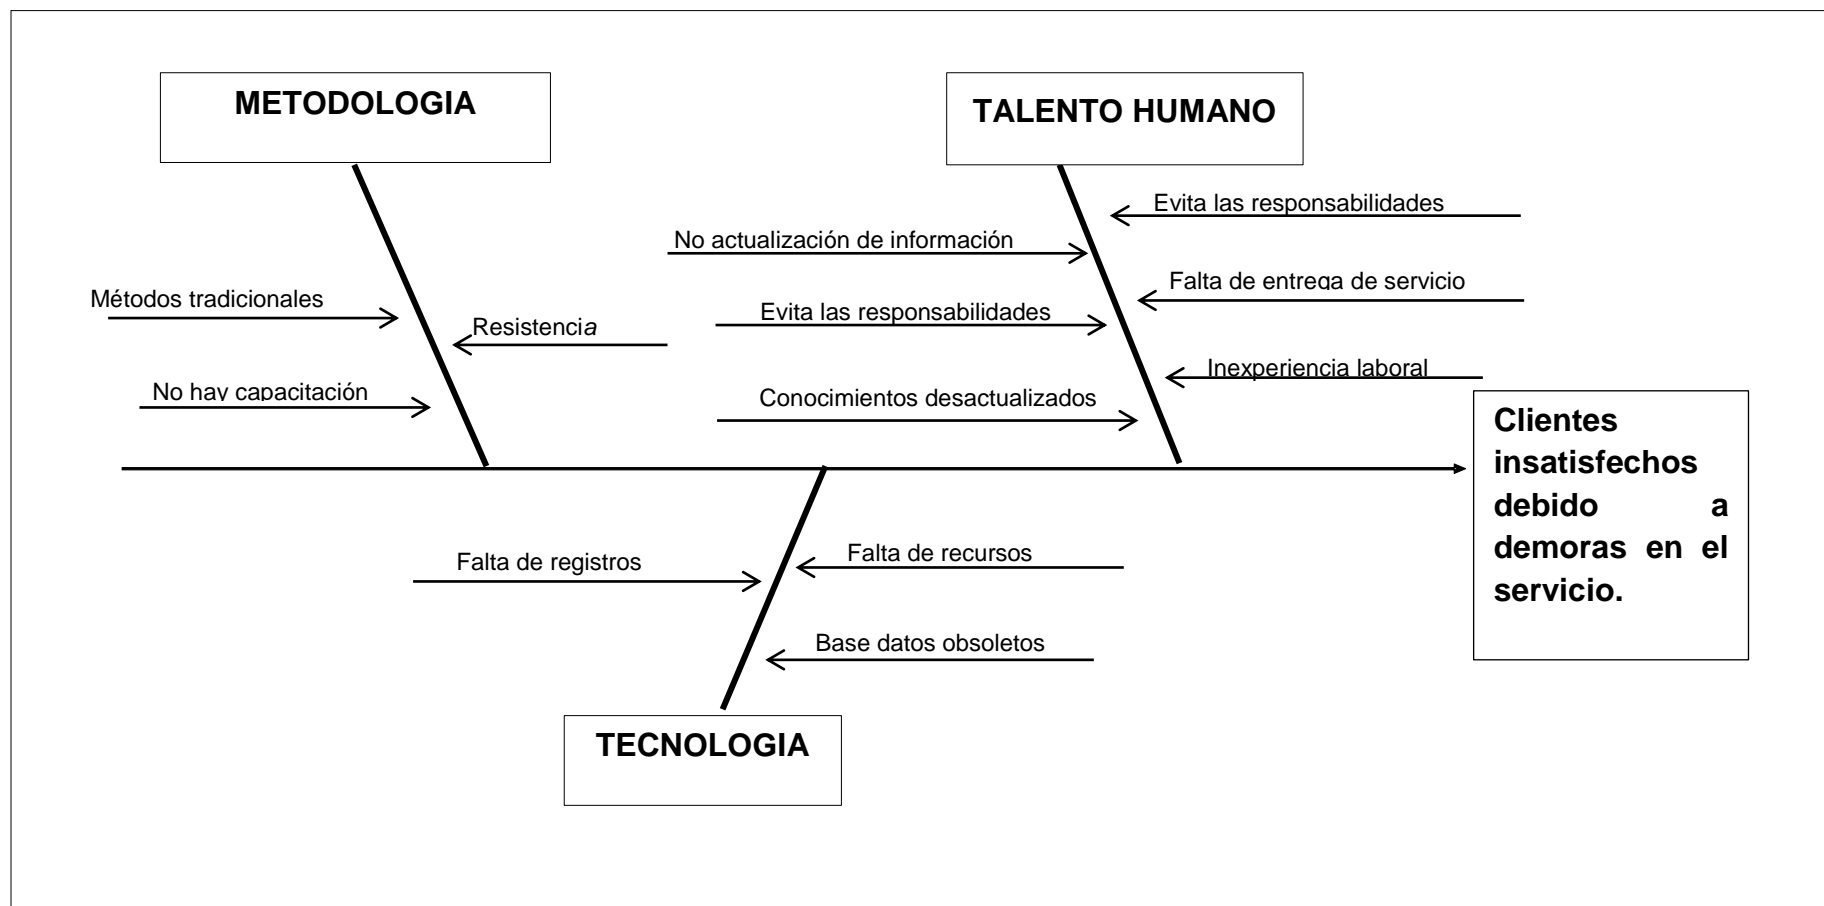 METODOLOGIA
TALENTO HUMANO
Evita las responsabilidades
No actualización de información
Falta de entrega de servicio
Métodos tradicionales
Evita las responsabilidades
Resistencia
Inexperiencia laboral
No hay capacitación
Conocimientos desactualizados
Clientes
insatisfechos
debido a
demoras en el
servicio.
Falta de registros
Falta de recursos
Base datos obsoletos
TECNOLOGIA